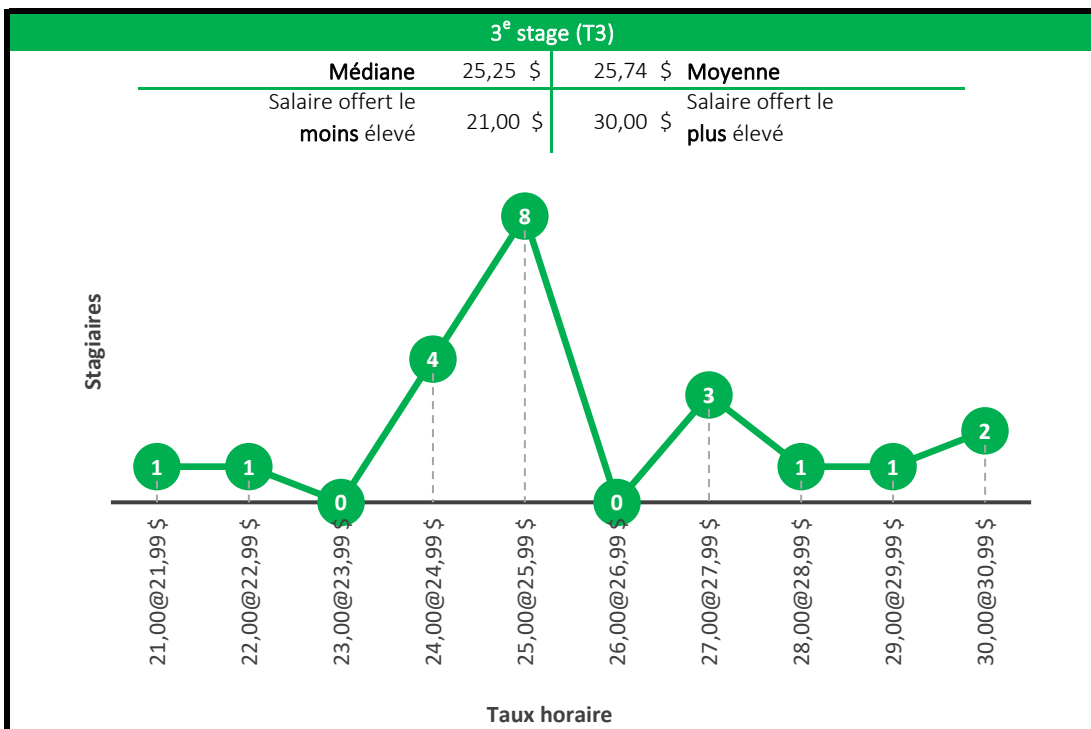 3e stage (T3)
Médiane 25,25 $ 25,74 $ Moyenne
Salaire offert le
moins élevé
21,00 $ 30,00 $
Salaire offert le
plus élevé
Stagiaires
8
4
3
2
1
1
1
1
0
0
21,00@21,99 $
22,00@22,99 $
23,00@23,99 $
24,00@24,99 $
25,00@25,99 $
26,00@26,99 $
27,00@27,99 $
28,00@28,99 $
29,00@29,99 $
30,00@30,99 $
Taux horaire